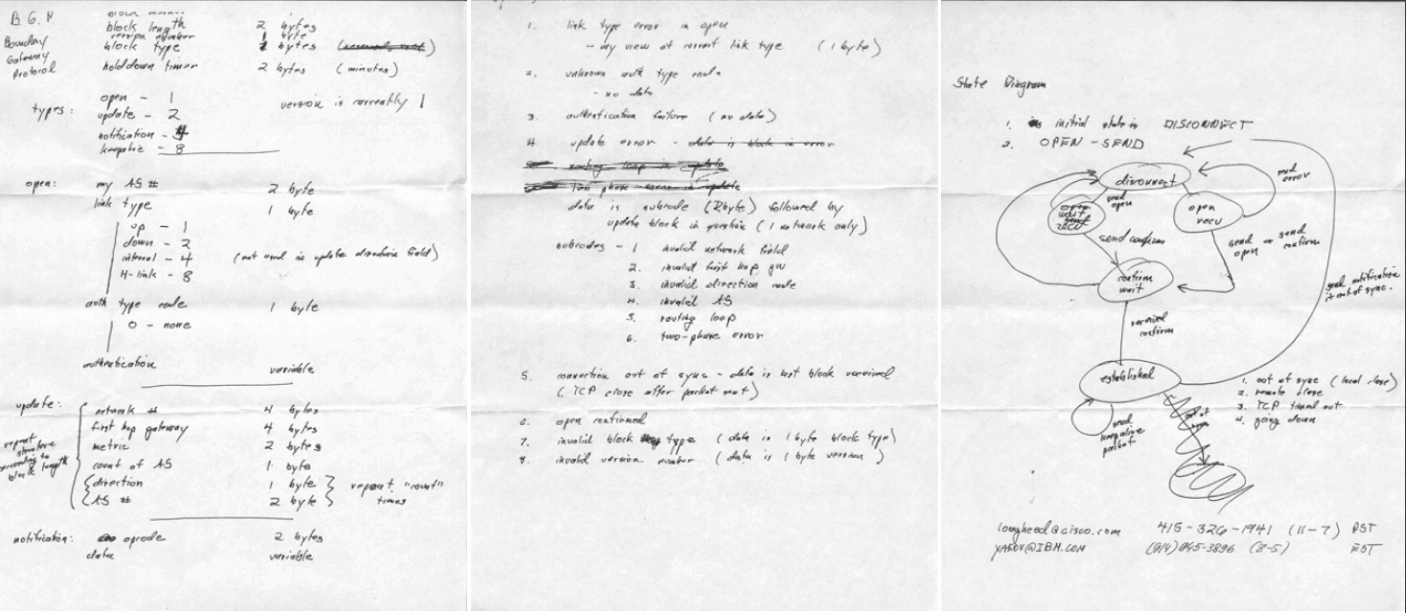 B. G. P
Boundary
Gateway
Protocol
block length 2 bytes
version number 1 byte
block type bytes
holddown timer 2 bytes (minutes)
types:
open - 1
update - 2
notification - 4
keepalive - 8
version is currently 1
open:
my AS # 2 byte
link type 1 byte
up - 1
down - 2
internal - 4 (not used in update direction field)
H-link - 8
auth type code 1 byte
0 - none
authentication variable
update:
repeat
structure
according to
block length
network # 4 bytes
first hop gateway 4 bytes
metric 2 bytes
count of AS 1 byte
direction 1 byte
AS # 2 byte
repeat "count"
times
notification: opcode 2 bytes
data variable
1. link type error in open
- my view of correct link type (1 byte)
2. unknown auth type code
- no data
3. authentication failure (no data)
4. update error - data is block in error
routing loop in update
two phase error in update
data is subcode (2byte) followed by
update block in question (1 network only)
subcodes - 1 invalid network field
2. invalid first hop gw
3. invalid direction code
4. invalid AS
5. routing loop
6. two-phase error
5. connection out of sync - data is last block received
(TCP close after packet sent)
6. open confirmed
7. invalid block type (data is 1 byte block type)
8. invalid version number (data is 1 byte version)
State Diagram
1. initial state is DISCONNECT
2. OPEN - SEND
disconnect
send
open
send
error
open
recv
send confirm
send or send
open confirm
confirm
wait
send notification
if out of sync.
received
confirm
established
send
keepalive
packet
1. out of sync (local close)
2. remote close
3. TCP timed out
4. going down
lougheed@cisco.com 415-326-1941 (11-7) PST
YAKOV@IBM.COM (914)945-3896 (8-5) EST